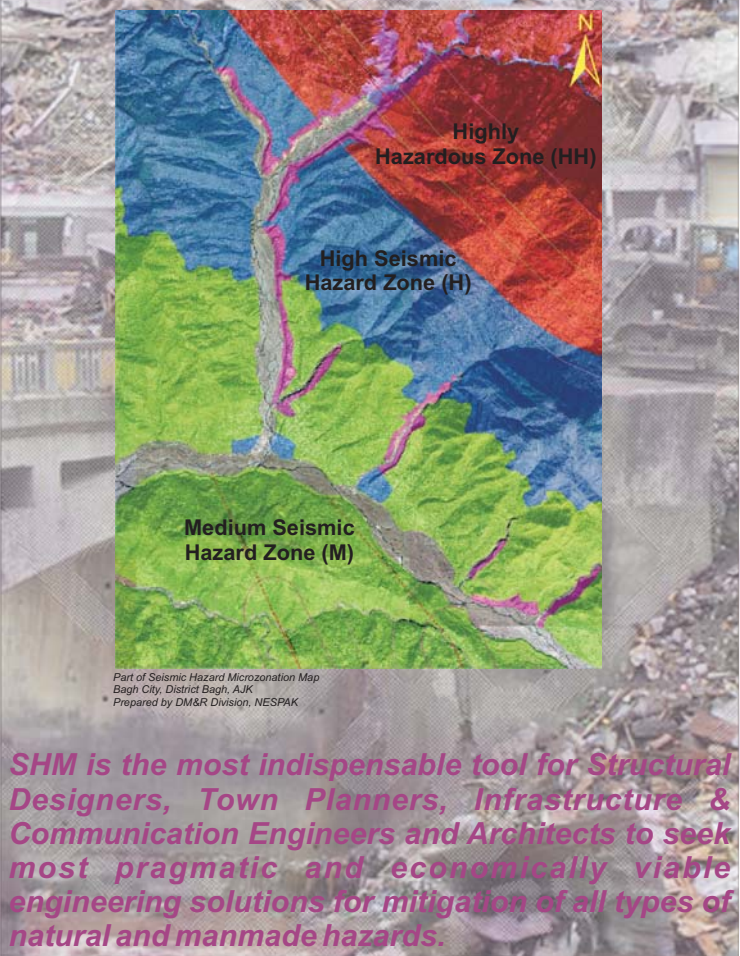 N
Highly
Hazardous Zone (HH)
High Seismic
Hazard Zone (H)
Medium Seismic
Hazard Zone (M)
Part of Seismic Hazard Microzonation Map
Bagh City, District Bagh, AJK
Prepared by DM&R Division, NESPAK
SHM is the most indispensable tool for Structural
Designers, Town Planners, Infrastructure &
Communication Engineers and Architects to seek
most pragmatic and economically viable
engineering solutions for mitigation of all types of
natural and manmade hazards.